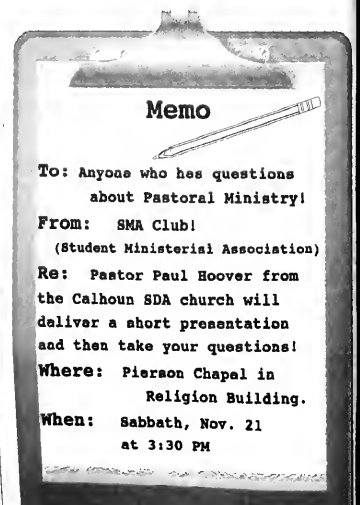 Memo
To: Anyone who has questions
about Pastoral Ministry!
From: SMA Club!
(Student Ministerial Association)
Re: Pastor Paul Hoover from
the Calhoun SDA church will
deliver a short presentation
and then take your questions!
Where: Pierson Chapel in
Religion Building.
When: Sabbath, Nov. 21
at 3:30 PM